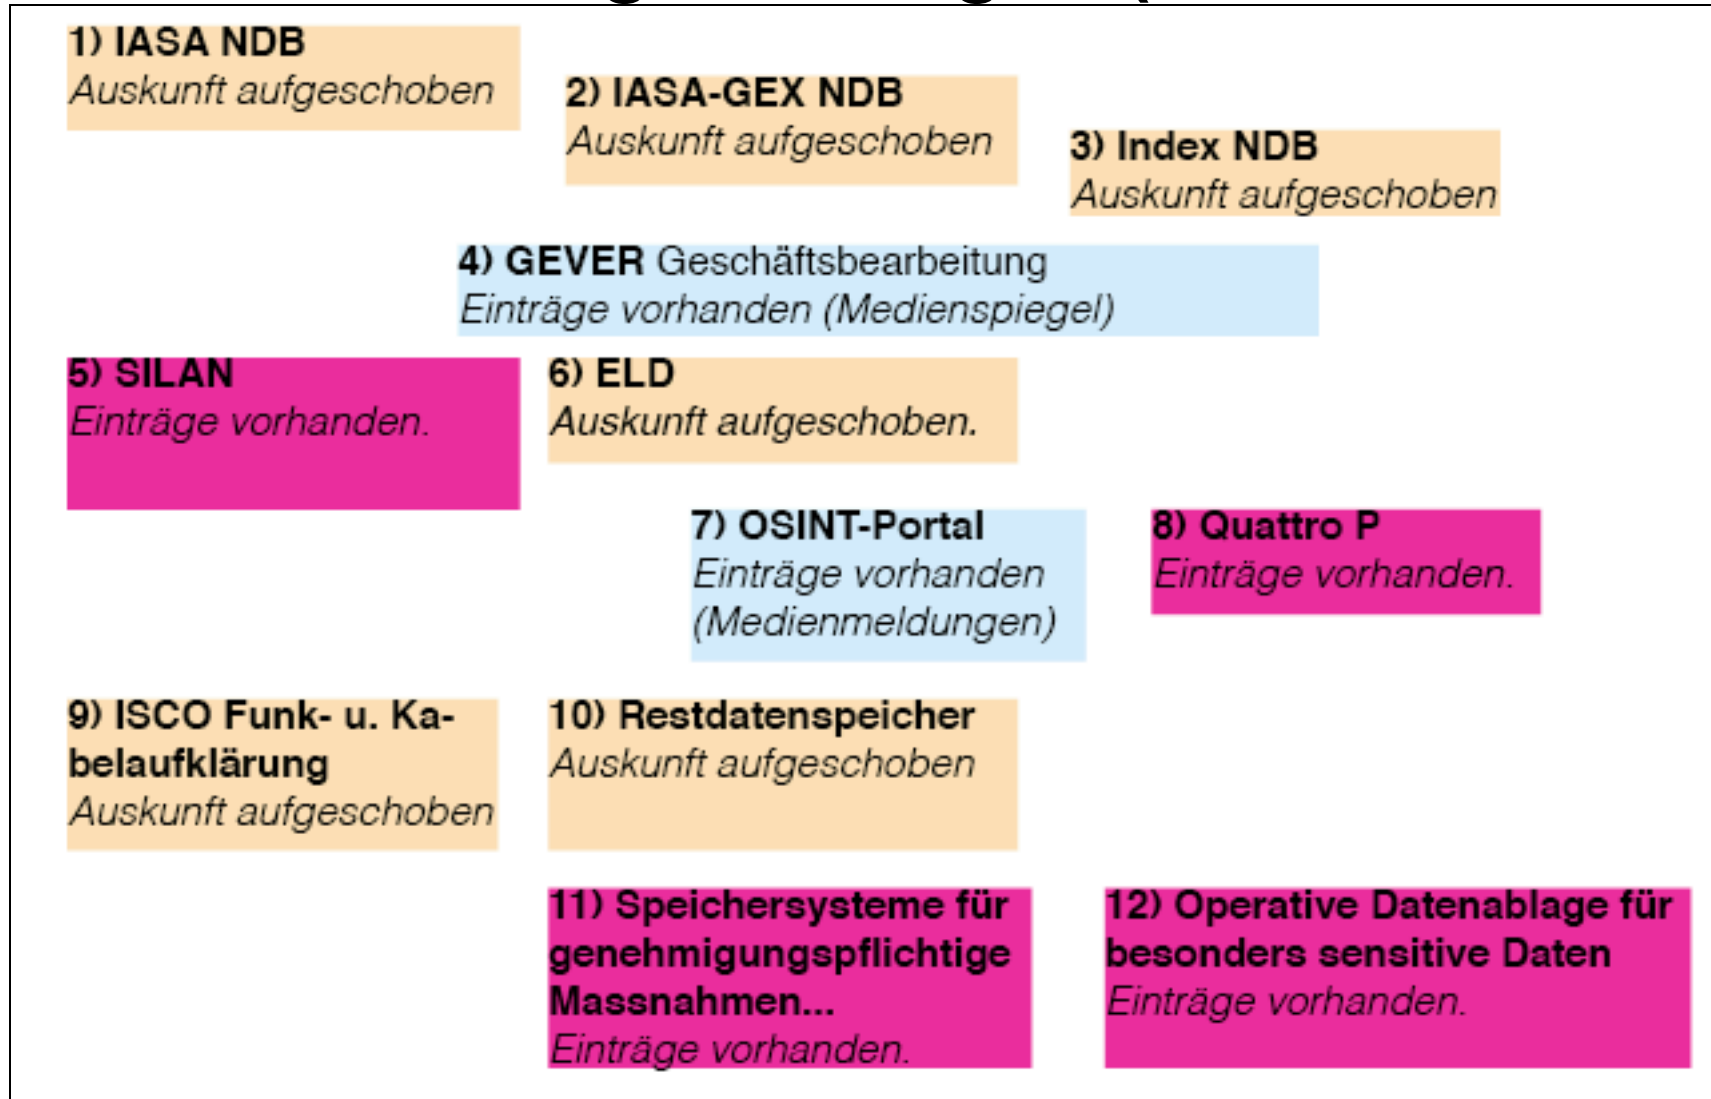 1) IASA NDB
Auskunft aufgeschoben
2) IASA-GEX NDB
Auskunft aufgeschoben
3) Index NDB
Auskunft aufgeschoben
4) GEVER Geschäftsbearbeitung
Einträge vorhanden (Medienspiegel)
5) SILAN
Einträge vorhanden.
6) ELD
Auskunft aufgeschoben.
7) OSINT-Portal
Einträge vorhanden
(Medienmeldungen)
8) Quattro P
Einträge vorhanden.
9) ISCO Funk- u. Ka-
belaufklärung
Auskunft aufgeschoben
10) Restdatenspeicher
Auskunft aufgeschoben
11) Speichersysteme für
genehmigungspflichtige
Massnahmen...
Einträge vorhanden.
12) Operative Datenablage für
besonders sensitive Daten
Einträge vorhanden.